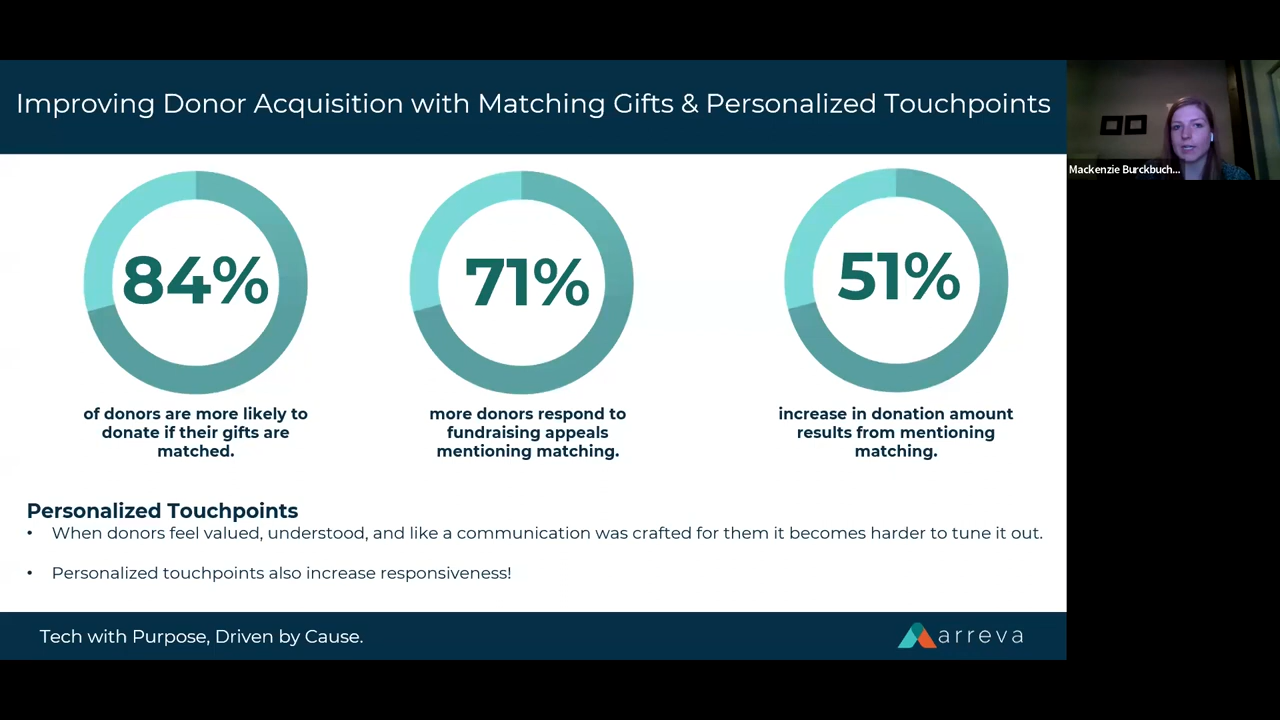 Improving Donor Acquisition with Matching Gifts & Personalized Touchpoints
Mackenzie Burckbuch...
84%
71%
51%
of donors are more likely to
donate if their gifts are
matched.
more donors respond to
fundraising appeals
mentioning matching.
increase in donation amount
results from mentioning
matching.
Personalized Touchpoints
• When donors feel valued, understood, and like a communication was crafted for them it becomes harder to tune it out.
• Personalized touchpoints also increase responsiveness!
Tech with Purpose, Driven by Cause.
arreva